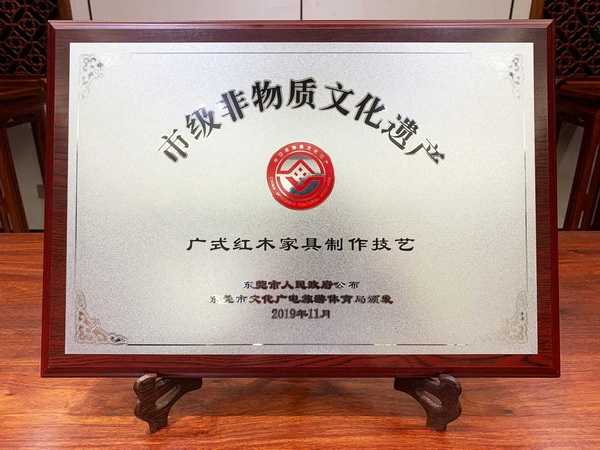 市级非物质文化遗产
广式红木家具制作技艺
东莞市人民政府公布
东莞市文化广电旅游体育局颁发
2019年11月